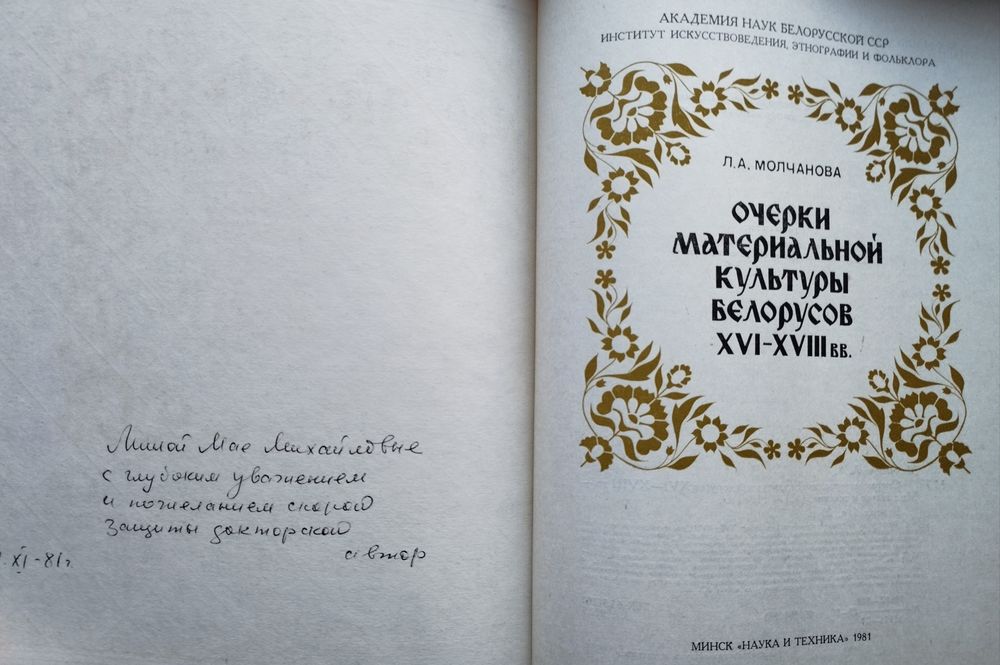 Милой Мае Михайловне
с глубоким уважением
и пожеланием скорой
защиты докторской
автор
XI-81г
АКАДЕМИЯ НАУК БЕЛОРУССКОЙ ССР
ИНСТИТУТ ИСКУССТВОВЕДЕНИЯ, ЭТНОГРАФИИ И ФОЛЬКЛОРА
Л.А. МОЛЧАНОВА
ОЧЕРКИ
МАТЕРИАЛЬНОЙ
КУЛЬТУРЫ
БЕЛОРУСОВ
XVI-XVIII ВВ.
МИНСК «НАУКА И ТЕХНИКА» 1981